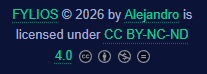 FYLIOS © 2026 by Alejandro is
licensed under CC BY-NC-ND
4.0